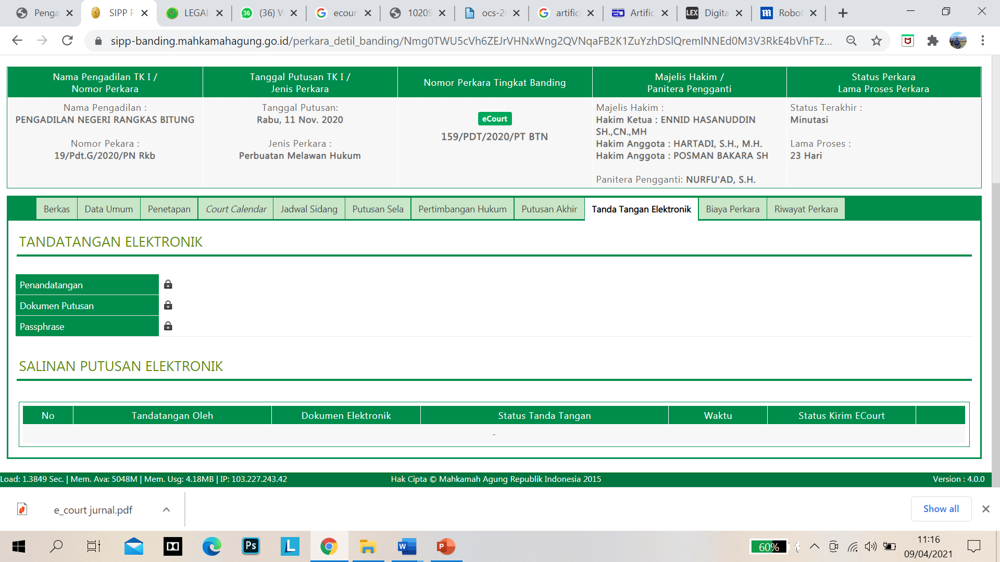 Penga
SIPP P
LEGAL
36
(36) W
ecour
10209
ocs-20
artific
Artific
LEX
Digita
Robot
sipp-banding.mahkamahagung.go.id/perkara_detil_banding/
Nama Pengadilan TK I /
Nomor Perkara
Tanggal Putusan TK I /
Jenis Perkara
Nomor Perkara Tingkat Banding
Majelis Hakim /
Panitera Pengganti
Status Perkara
Lama Proses Perkara
Nama Pengadilan :
PENGADILAN NEGERI RANGKAS BITUNG
Nomor Pekara :
19/Pdt.G/2020/PN Rkb
Tanggal Putusan:
Rabu, 11 Nov. 2020
Jenis Perkara :
Perbuatan Melawan Hukum
eCourt
159/PDT/2020/PT BTN
Majelis Hakim :
Hakim Ketua : ENNID HASANUDDIN
SH.,CN.,MH
Hakim Anggota : HARTADI, S.H., M.H.
Hakim Anggota : POSMAN BAKARA SH
Panitera Pengganti: NURFU'AD, S.H.
Status Terakhir :
Minutasi
Lama Proses :
23 Hari
Berkas
Data Umum
Penetapan
Court Calendar
Jadwal Sidang
Putusan Sela
Pertimbangan Hukum
Putusan Akhir
Tanda Tangan Elektronik
Biaya Perkara
Riwayat Perkara
TANDATANGAN ELEKTRONIK
Penandatangan
Dokumen Putusan
Passphrase
SALINAN PUTUSAN ELEKTRONIK
No
Tandatangan Oleh
Dokumen Elektronik
Status Tanda Tangan
Waktu
Status Kirim ECourt
-
Load: 1.3849 Sec. | Mem. Ava: 5048M | Mem. Usg: 4.18MB | IP: 103.227.243.42
Hak Cipta © Mahkamah Agung Republik Indonesia 2015
Version : 4.0.0
e_court jurnal.pdf
Show all
Ps
L
W
P
60%
11:16
09/04/2021